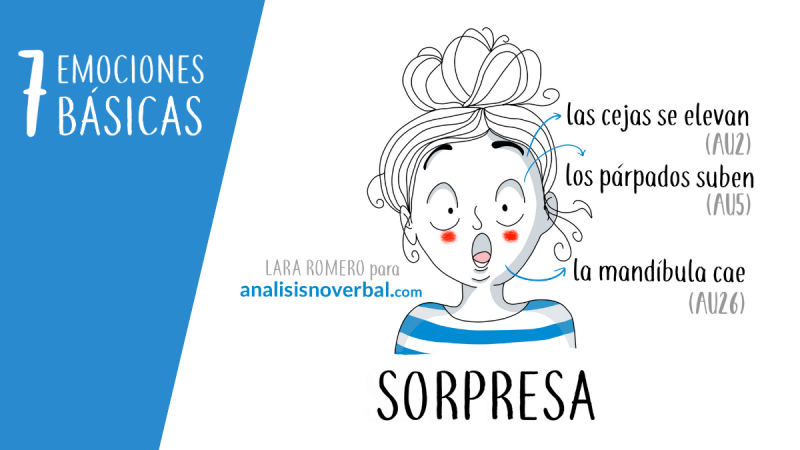 7 EMOCIONES
BÁSICAS
las cejas se elevan
(AU2)
los párpados suben
(AU5)
la mandíbula cae
(AU26)
LARA ROMERO para
analisisnoverbal.com
SORPRESA